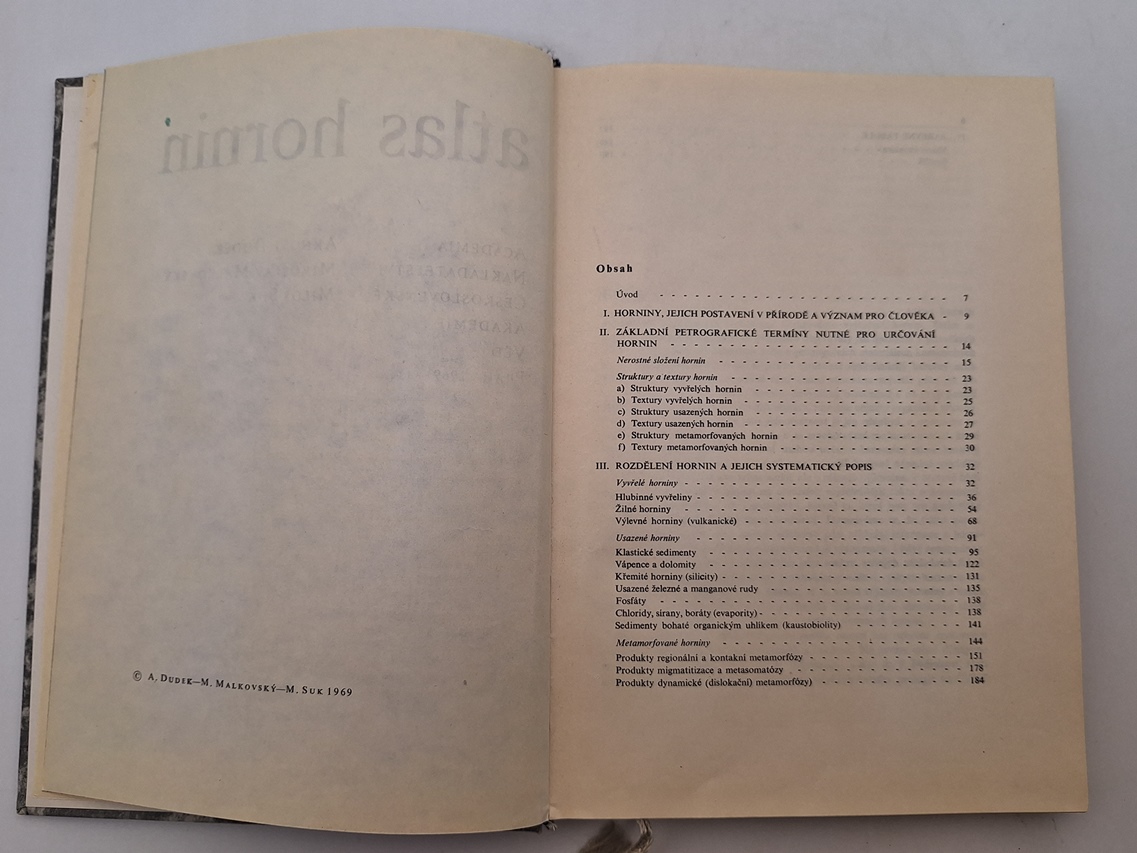 atlas hornin
© A. DUDEK—M. MALKOVSKÝ—M. SUK 1969
Obsah
Úvod - - - - - - - - - - - - - - - - - - - - - - 7
I. HORNINY, JEJICH POSTAVENÍ V PŘÍRODĚ A VÝZNAM PRO ČLOVĚKA - 9
II. ZÁKLADNÍ PETROGRAFICKÉ TERMÍNY NUTNÉ PRO URČOVÁNÍ
HORNIN - - - - - - - - - - - - - - - - - - - - - 14
Nerostné složení hornin - - - - - - - - - - - - - - - - - 15
Struktury a textury hornin - - - - - - - - - - - - - - - - 23
a) Struktury vyvřelých hornin - - - - - - - - - - - - - - - 23
b) Textury vyvřelých hornin - - - - - - - - - - - - - - - - 25
c) Struktury usazených hornin - - - - - - - - - - - - - - - 26
d) Textury usazených hornin - - - - - - - - - - - - - - - - 27
e) Struktury metamorfovaných hornin - - - - - - - - - - - - - 29
f) Textury metamorfovaných hornin - - - - - - - - - - - - - - 30
III. ROZDĚLENÍ HORNIN A JEJICH SYSTEMATICKÝ POPIS - - - - - - 32
Vyvřelé horniny - - - - - - - - - - - - - - - - - - - - 32
Hlubinné vyvřeliny - - - - - - - - - - - - - - - - - - - 36
Žilné horniny - - - - - - - - - - - - - - - - - - - - - 54
Výlevné horniny (vulkanické) - - - - - - - - - - - - - - - - 68
Usazené horniny - - - - - - - - - - - - - - - - - - - - 91
Klastické sedimenty - - - - - - - - - - - - - - - - - - - 95
Vápence a dolomity - - - - - - - - - - - - - - - - - - - 122
Křemité horniny (silicity) - - - - - - - - - - - - - - - - - - 131
Usazené železné a manganové rudy - - - - - - - - - - - - - - 135
Fosfáty - - - - - - - - - - - - - - - - - - - - - - - 138
Chloridy, sírany, boráty (evapority) - - - - - - - - - - - - - - - 138
Sedimenty bohaté organickým uhlíkem (kaustobiolity) - - - - - - - - 141
Metamorfované horniny - - - - - - - - - - - - - - - - - - 144
Produkty regionální a kontakní metamorfózy - - - - - - - - - - - 151
Produkty migmatitizace a metasomatózy - - - - - - - - - - - - - 178
Produkty dynamické (dislokační) metamorfózy) - - - - - - - - - - - 184